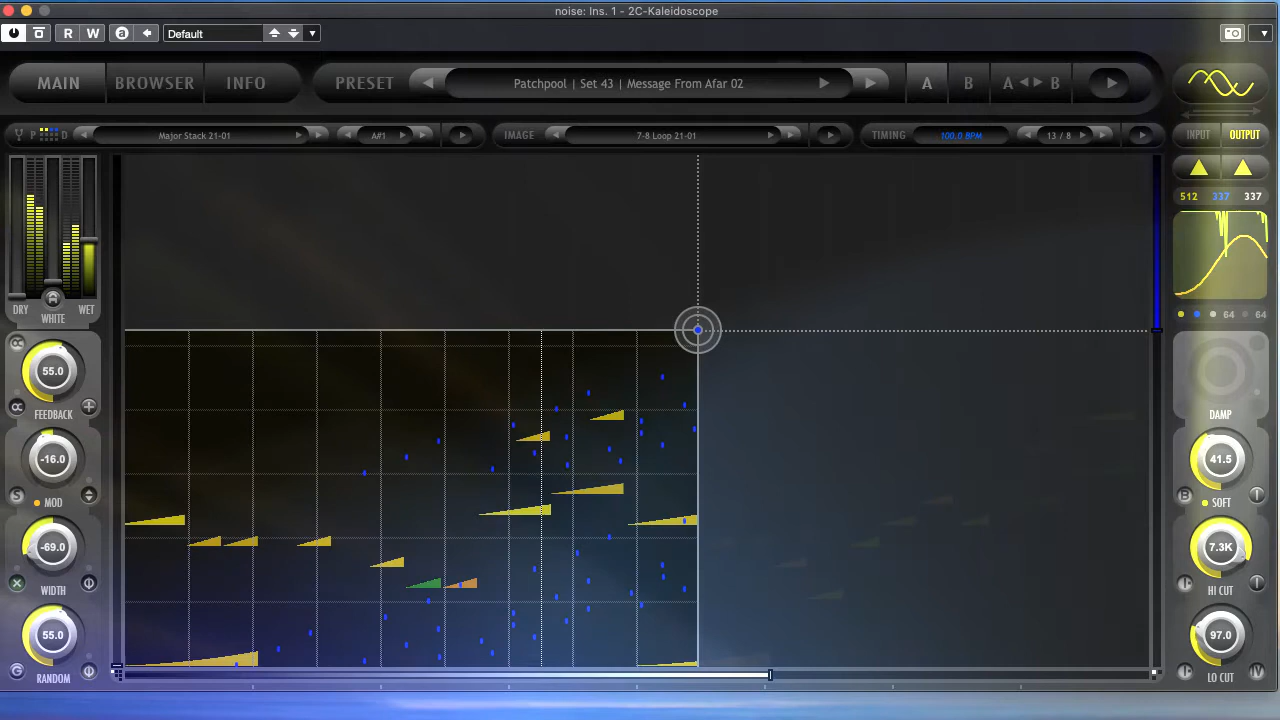 noise: Ins. 1 - 2C-Kaleidoscope
R W a Default
MAIN BROWSER INFO PRESET Patchpool | Set 43 | Message From Afar 02 A B A B
P D Major Stack 21-01 A#1 IMAGE 7-8 Loop 21-01 TIMING 100.0 BPM 13 / 8 INPUT OUTPUT
512 337 337
DRY WET
WHITE
64 64
55.0
FEEDBACK
DAMP
-16.0
S MOD
41.5
B SOFT
-69.0
WIDTH
7.3K
HI CUT
55.0
G RANDOM
97.0
LO CUT